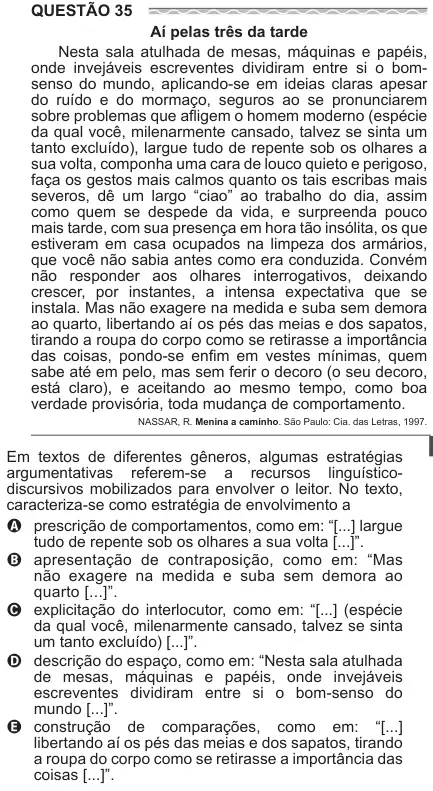 QUESTÃO 35
Aí pelas três da tarde
Nesta sala atulhada de mesas, máquinas e papéis,
onde invejáveis escreventes dividiram entre si o bom-
senso do mundo, aplicando-se em ideias claras apesar
do ruído e do mormaço, seguros ao se pronunciarem
sobre problemas que afligem o homem moderno (espécie
da qual você, milenarmente cansado, talvez se sinta um
tanto excluído), largue tudo de repente sob os olhares a
sua volta, componha uma cara de louco quieto e perigoso,
faça os gestos mais calmos quanto os tais escribas mais
severos, dê um largo “ciao” ao trabalho do dia, assim
como quem se despede da vida, e surpreenda pouco
mais tarde, com sua presença em hora tão insólita, os que
estiveram em casa ocupados na limpeza dos armários,
que você não sabia antes como era conduzida. Convém
não responder aos olhares interrogativos, deixando
crescer, por instantes, a intensa expectativa que se
instala. Mas não exagere na medida e suba sem demora
ao quarto, libertando aí os pés das meias e dos sapatos,
tirando a roupa do corpo como se retirasse a importância
das coisas, pondo-se enfim em vestes mínimas, quem
sabe até em pelo, mas sem ferir o decoro (o seu decoro,
está claro), e aceitando ao mesmo tempo, como boa
verdade provisória, toda mudança de comportamento.
NASSAR, R. Menina a caminho. São Paulo: Cia. das Letras, 1997.
Em textos de diferentes gêneros, algumas estratégias
argumentativas referem-se a recursos linguístico-
discursivos mobilizados para envolver o leitor. No texto,
caracteriza-se como estratégia de envolvimento a
A prescrição de comportamentos, como em: “[...] largue
tudo de repente sob os olhares a sua volta [...]”.
B apresentação de contraposição, como em: “Mas
não exagere na medida e suba sem demora ao
quarto [...]”.
C explicitação do interlocutor, como em: “[...] (espécie
da qual você, milenarmente cansado, talvez se sinta
um tanto excluído) [...]”.
D descrição do espaço, como em: “Nesta sala atulhada
de mesas, máquinas e papéis, onde invejáveis
escreventes dividiram entre si o bom-senso do
mundo [...]”.
E construção de comparações, como em: “[...]
libertando aí os pés das meias e dos sapatos, tirando
a roupa do corpo como se retirasse a importância das
coisas [...]”.